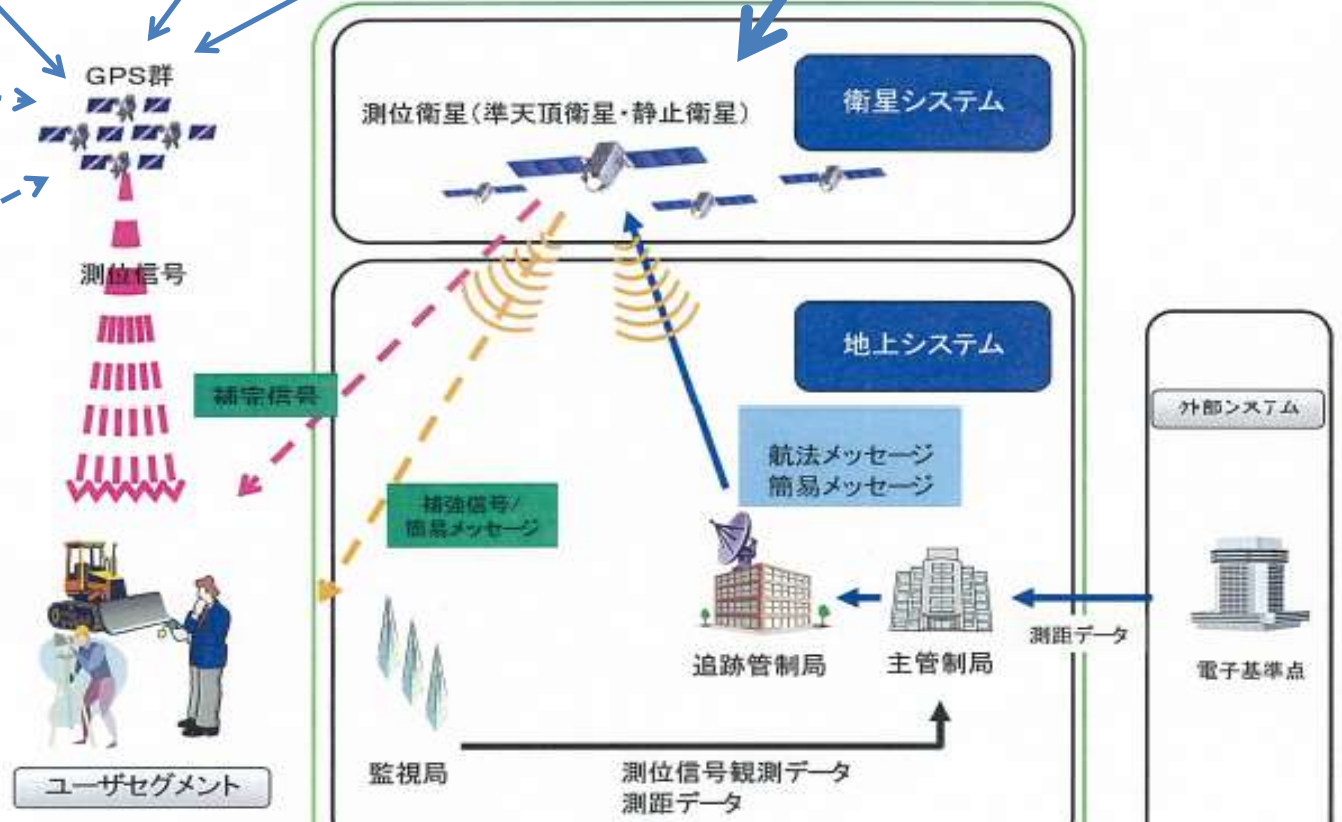 GPS群
測位信号
測位衛星(準天頂衛星・静止衛星)
衛星システム
地上システム
補完信号
補強信号/
簡易メッセージ
航法メッセージ
簡易メッセージ
追跡管制局
主管制局
測距データ
外部システム
電子基準点
監視局
測位信号観測データ
測距データ
ユーザセグメント